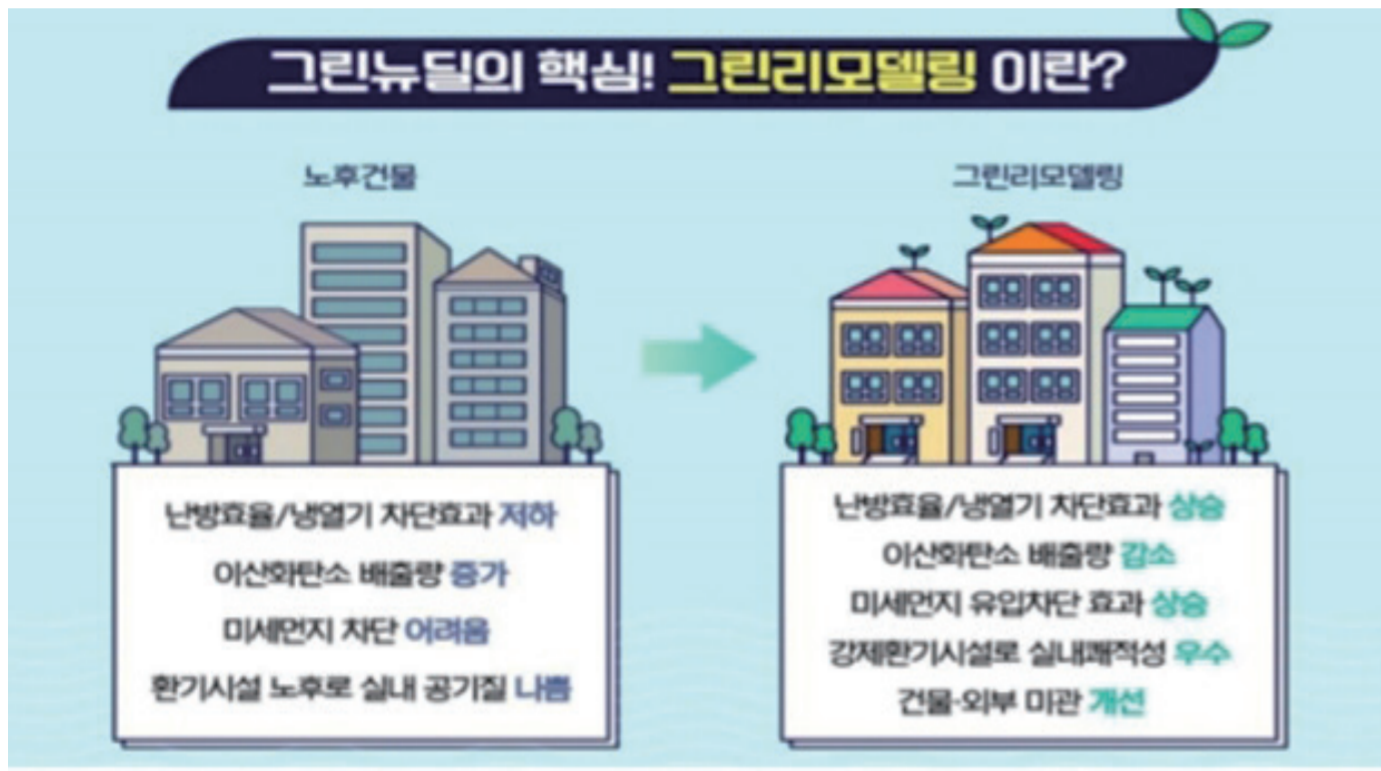 그린뉴딜의 핵심! 그린리모델링 이란?
노후건물
난방효율/냉열기 차단효과 저하
이산화탄소 배출량 증가
미세먼지 차단 어려움
환기시설 노후로 실내 공기질 나쁨
그린리모델링
난방효율/냉열기 차단효과 상승
이산화탄소 배출량 감소
미세먼지 유입차단 효과 상승
강제환기시설로 실내쾌적성 우수
건물·외부 미관 개선